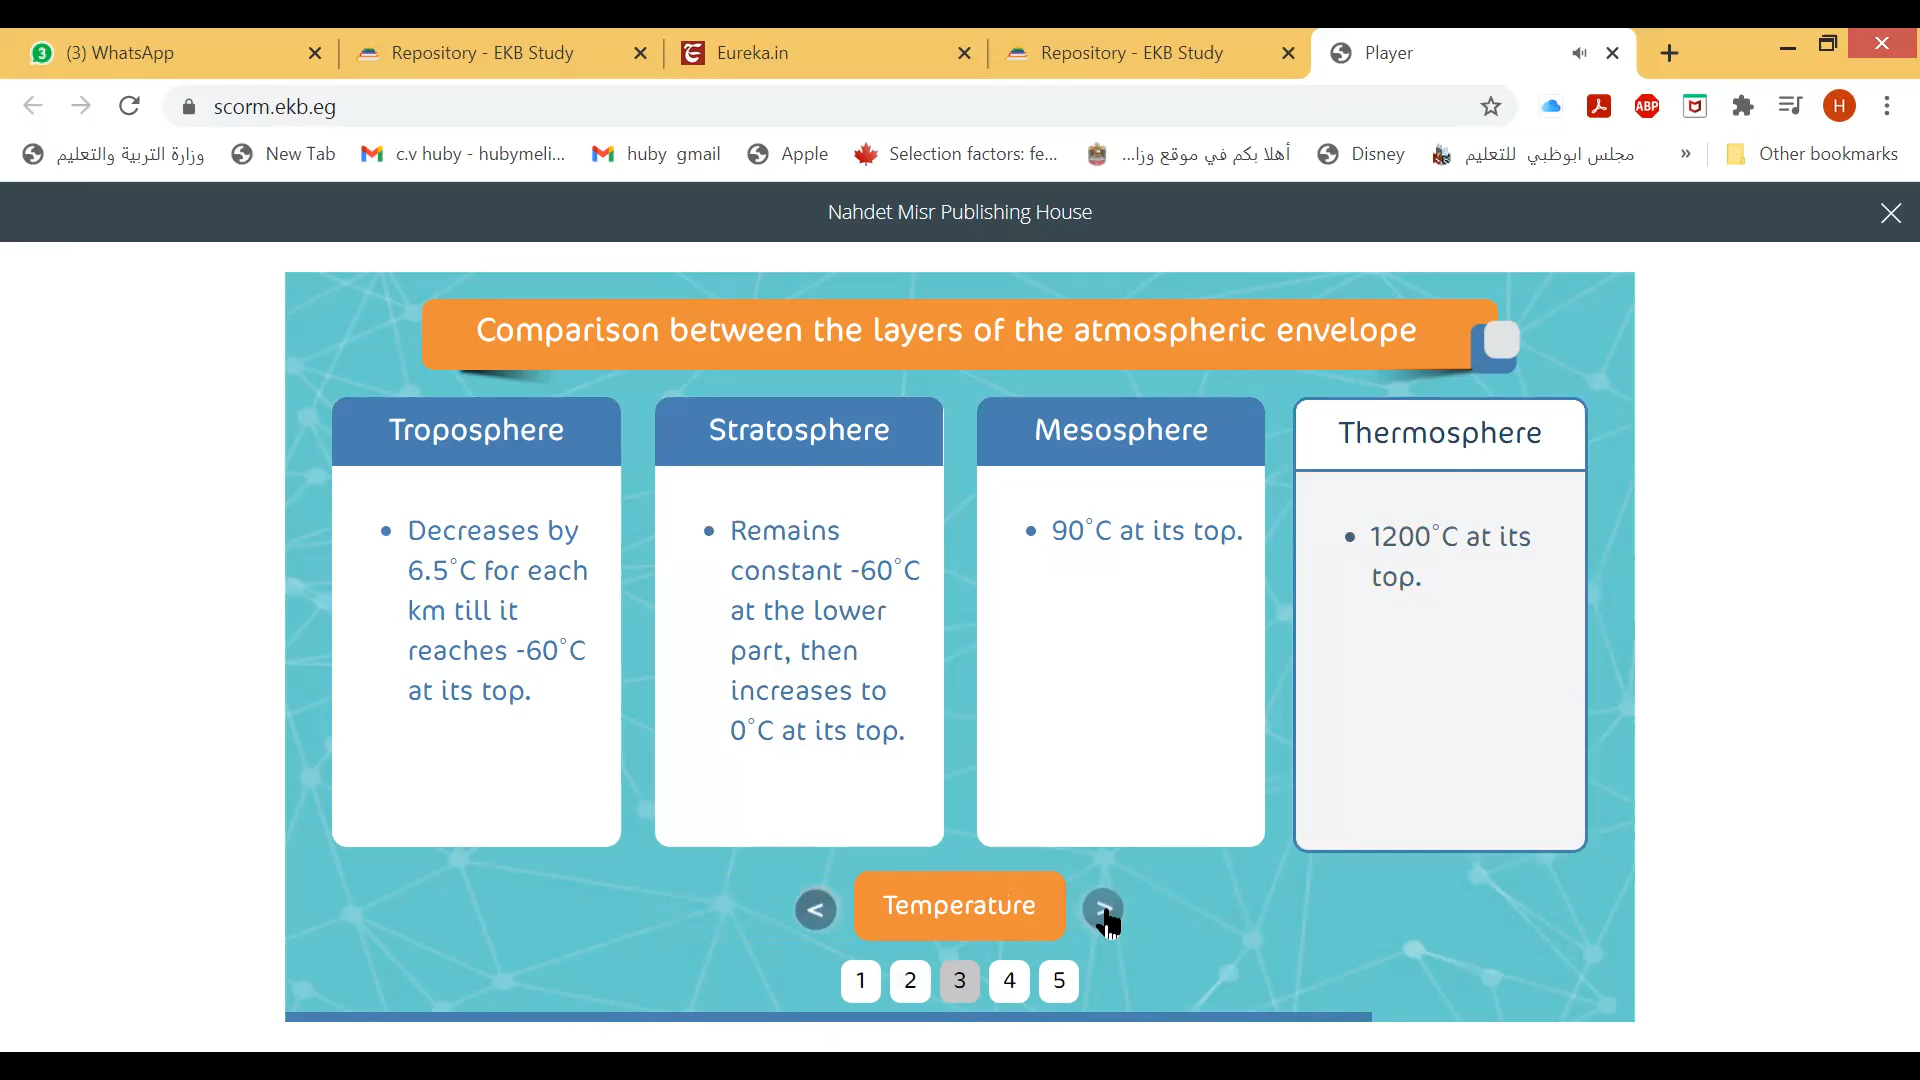 3 (3) WhatsApp
Repository - EKB Study
Eureka.in
Repository - EKB Study
Player
scorm.ekb.eg
ABP
H
وزارة التربية والتعليم
New Tab
c.v huby - hubymeli...
huby gmail
Apple
Selection factors: fe...
أهلا بكم في موقع وزا...
Disney
مجلس ابوظبي للتعليم
»
Other bookmarks
Nahdet Misr Publishing House
Comparison between the layers of the atmospheric envelope
Troposphere
• Decreases by
6.5°C for each
km till it
reaches -60°C
at its top.
Stratosphere
• Remains
constant -60°C
at the lower
part, then
increases to
0°C at its top.
Mesosphere
• 90°C at its top.
Thermosphere
• 1200°C at its
top.
< Temperature >
1 2 3 4 5